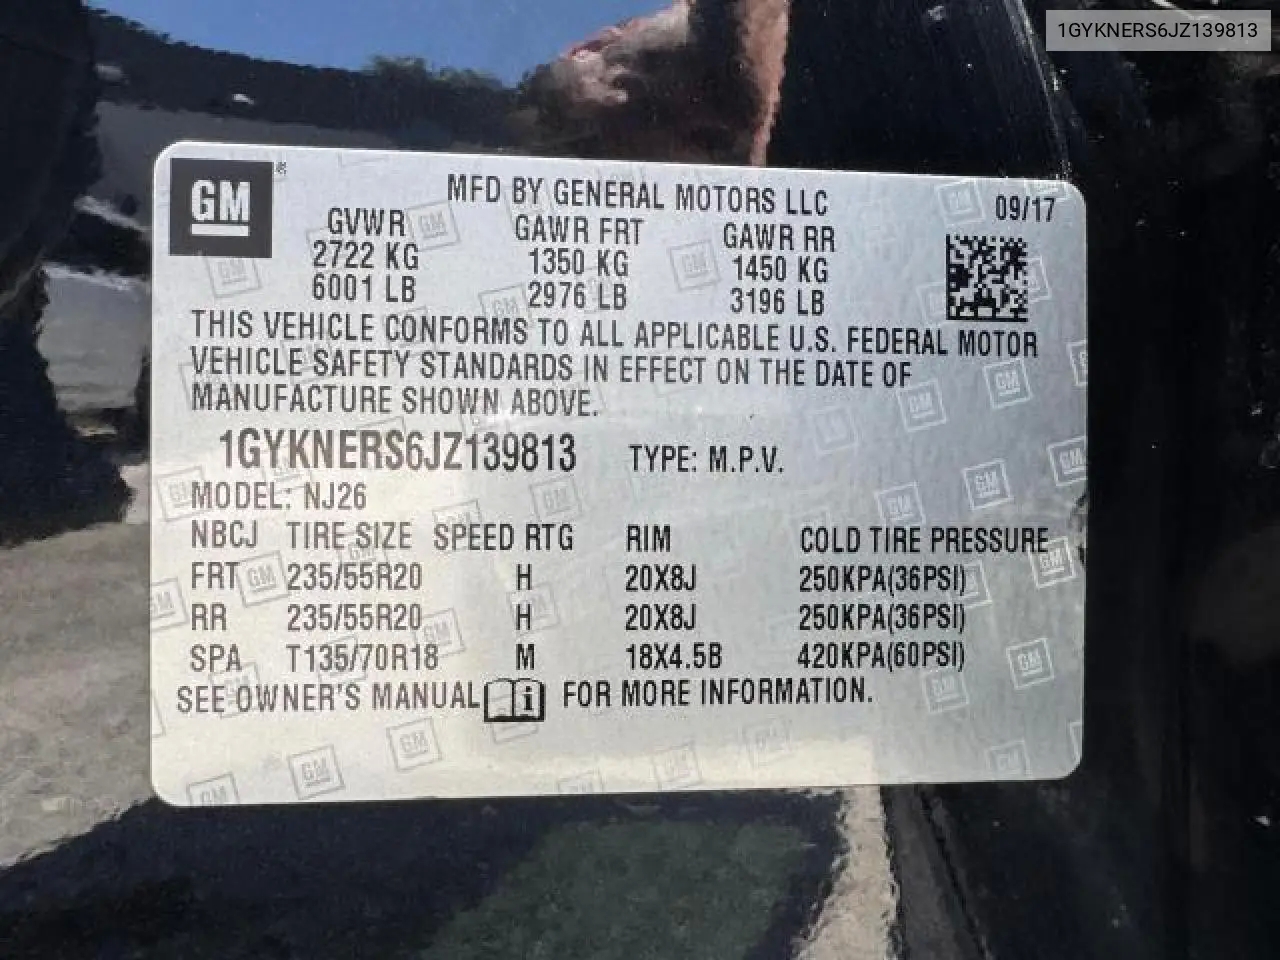 1GYKNERS6JZ139813
GM ®
MFD BY GENERAL MOTORS LLC 09/17
GVWR GAWR FRT GAWR RR
2722 KG 1350 KG 1450 KG
6001 LB 2976 LB 3196 LB
THIS VEHICLE CONFORMS TO ALL APPLICABLE U.S. FEDERAL MOTOR
VEHICLE SAFETY STANDARDS IN EFFECT ON THE DATE OF
MANUFACTURE SHOWN ABOVE.
1GYKNERS6JZ139813 TYPE: M.P.V.
MODEL: NJ26
NBCJ TIRE SIZE SPEED RTG RIM COLD TIRE PRESSURE
FRT 235/55R20 H 20X8J 250KPA(36PSI)
RR 235/55R20 H 20X8J 250KPA(36PSI)
SPA T135/70R18 M 18X4.5B 420KPA(60PSI)
SEE OWNER'S MANUAL i FOR MORE INFORMATION.